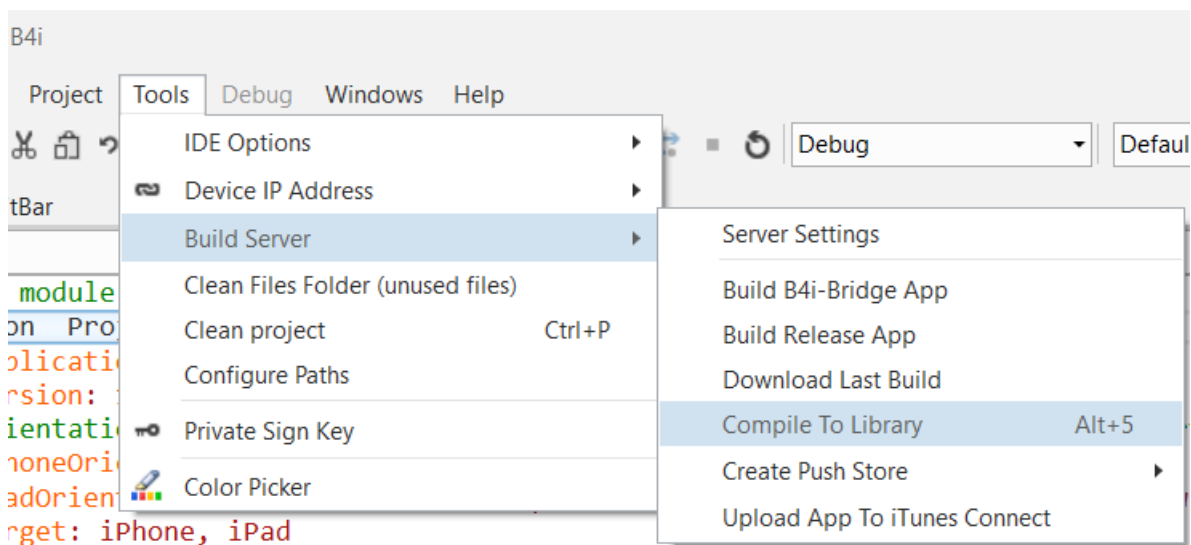 B4i
Project Tools Debug Windows Help
Debug
Defaul
tBar
IDE Options
Device IP Address
Build Server
Clean Files Folder (unused files)
Clean project Ctrl+P
Configure Paths
Private Sign Key
Color Picker
Server Settings
Build B4i-Bridge App
Build Release App
Download Last Build
Compile To Library Alt+5
Create Push Store
Upload App To iTunes Connect
module
on Pro
plicati
rsion:
ientati
honeOri
adOrien
rget: iPhone, iPad